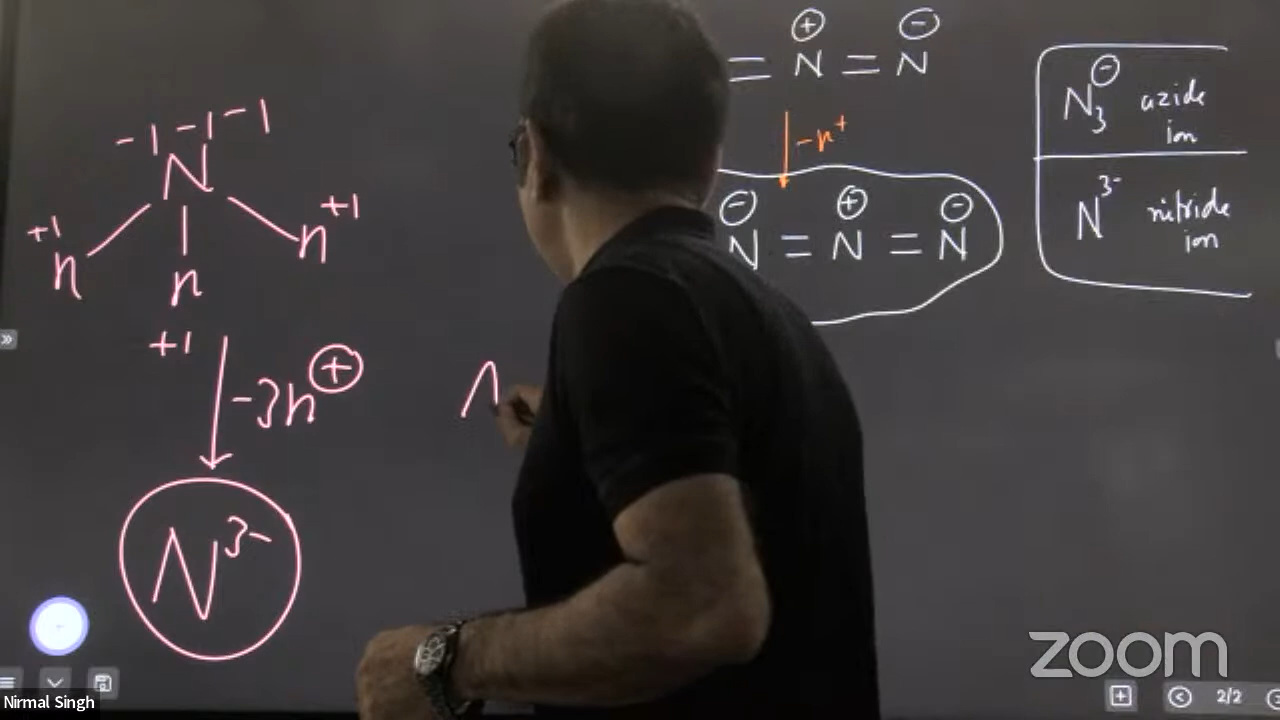 -1 -1 -1
N
+1 n
n
n +1
+1
-3n⊕
N³⁻
= N⊕ = N⊖
-n⁺
N⊖ = N⊕ = N⊖
N₃⊖ azide
ion
N³⁻ nitride
ion
zoom
Nirmal Singh
2/2